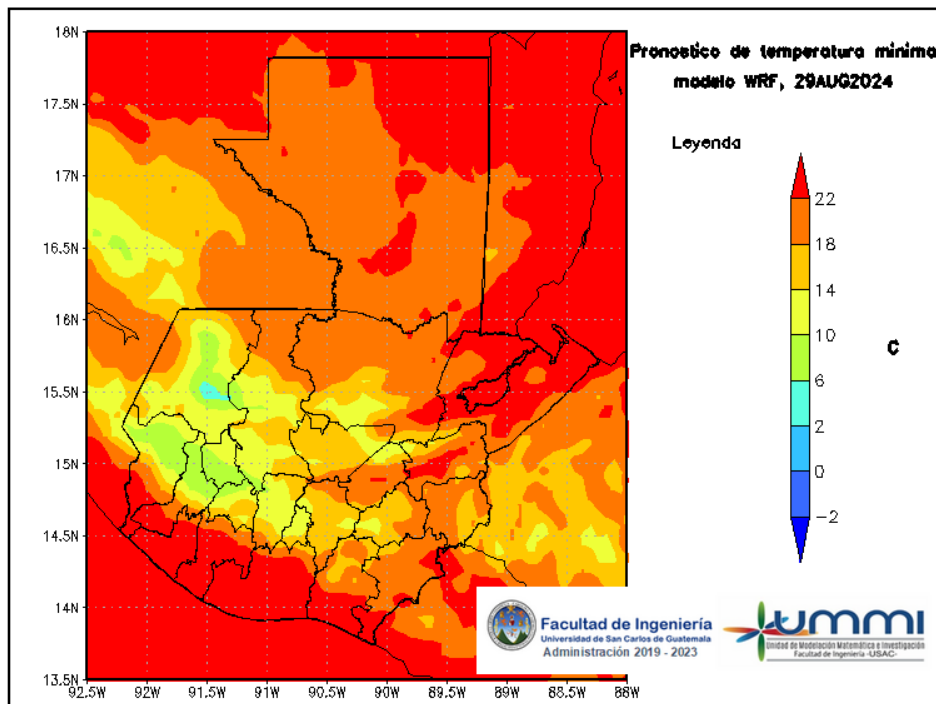 Pronostico de temperatura minima
modelo WRF, 29AUG2024
Leyenda
22
18
14
10
6
2
0
-2
C
18N
17.5N
17N
16.5N
16N
15.5N
15N
14.5N
14N
13.5N
92.5W 92W 91.5W 91W 90.5W 90W 89.5W 89W 88.5W 88W
Facultad de Ingeniería
Universidad de San Carlos de Guatemala
Administración 2019 - 2023
ummi
Unidad de Modelación Matemática e Investigación
Facultad de Ingeniería -USAC-